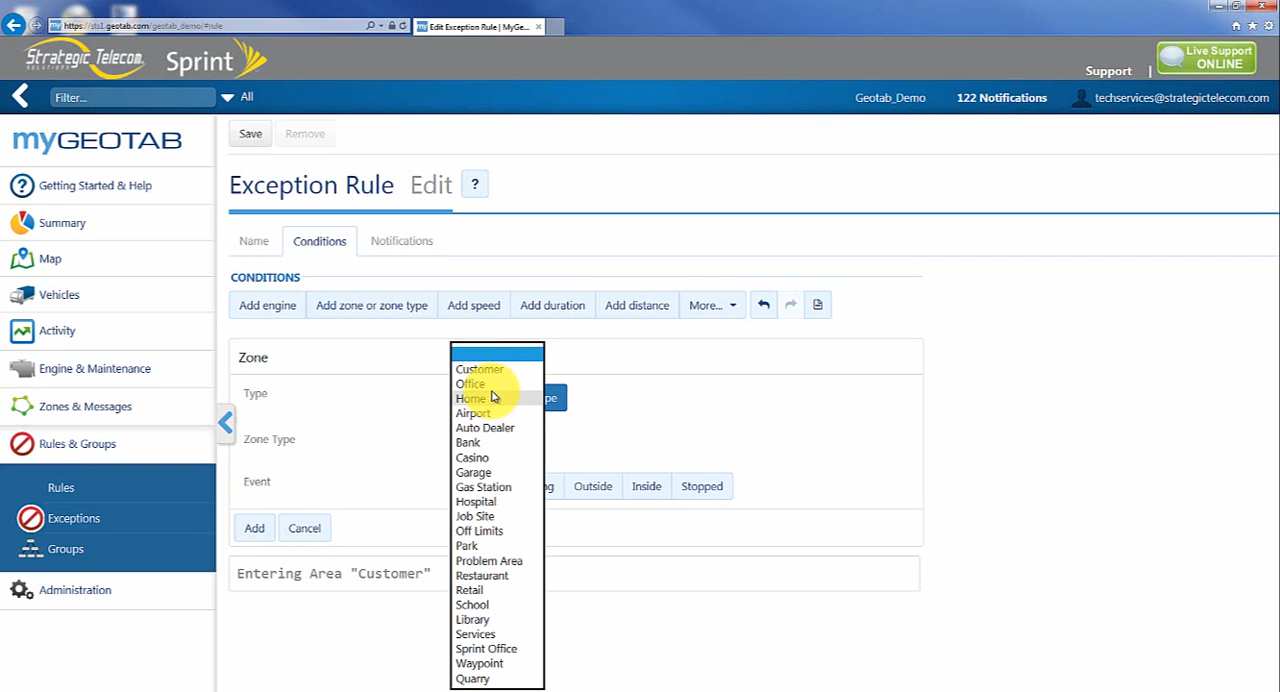 https://sts1.geotab.com/geotab_demo/#rule
Edit Exception Rule | MyGe...
Strategic Telecom
SOLUTIONS
Sprint
Support |
Live Support
ONLINE
Filter...
All
Geotab_Demo
122 Notifications
techservices@strategictelecom.com
myGEOTAB
Getting Started & Help
Summary
Map
Vehicles
Activity
Engine & Maintenance
Zones & Messages
Rules & Groups
Rules
Exceptions
Groups
Administration
Save
Remove
Exception Rule Edit ?
Name
Conditions
Notifications
CONDITIONS
Add engine
Add zone or zone type
Add speed
Add duration
Add distance
More...
Zone
Type
pe
Zone Type
Event
ng
Outside
Inside
Stopped
Customer
Office
Home
Airport
Auto Dealer
Bank
Casino
Garage
Gas Station
Hospital
Job Site
Off Limits
Park
Problem Area
Restaurant
Retail
School
Library
Services
Sprint Office
Waypoint
Quarry
Add
Cancel
Entering Area "Customer"